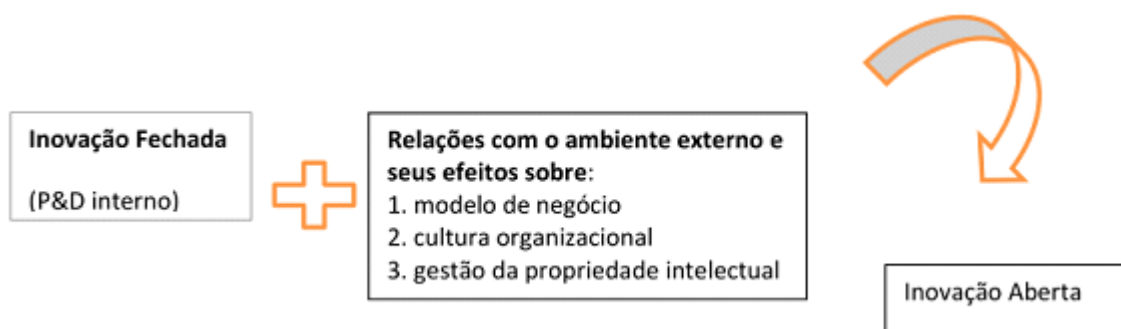 Inovação Fechada
(P&D interno)
Relações com o ambiente externo e
seus efeitos sobre:
1. modelo de negócio
2. cultura organizacional
3. gestão da propriedade intelectual
Inovação Aberta